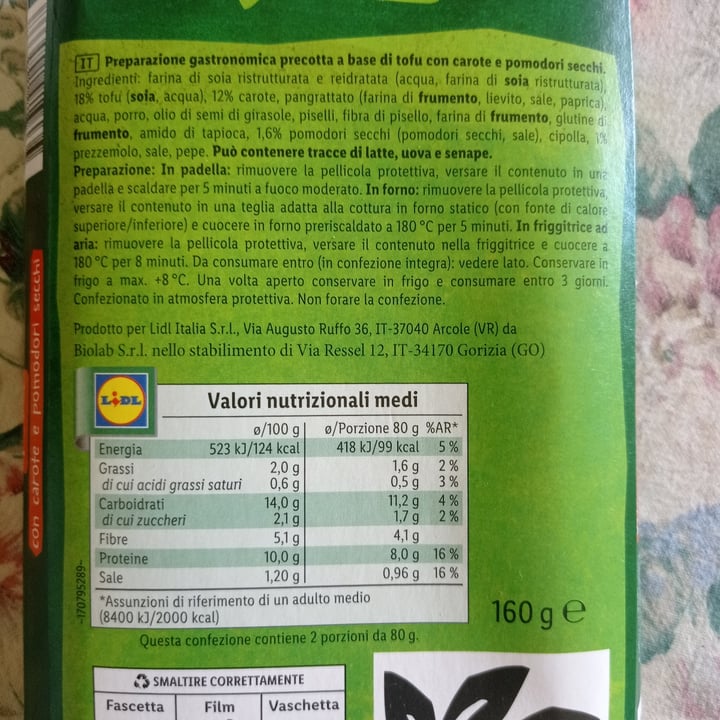 IT Preparazione gastronomica precotta a base di tofu con carote e pomodori secchi.
Ingredienti: farina di soia ristrutturata e reidratata (acqua, farina di soia ristrutturata),
18% tofu (soia, acqua), 12% carote, pangrattato (farina di frumento, lievito, sale, paprica),
acqua, porro, olio di semi di girasole, piselli, fibra di pisello, farina di frumento, glutine di
frumento, amido di tapioca, 1,6% pomodori secchi (pomodori secchi, sale), cipolla, 1%
prezzemolo, sale, pepe. Può contenere tracce di latte, uova e senape.
Preparazione: In padella: rimuovere la pellicola protettiva, versare il contenuto in una
padella e scaldare per 5 minuti a fuoco moderato. In forno: rimuovere la pellicola protettiva,
versare il contenuto in una teglia adatta alla cottura in forno statico (con fonte di calore
superiore/inferiore) e cuocere in forno preriscaldato a 180 °C per 5 minuti. In friggitrice ad
aria: rimuovere la pellicola protettiva, versare il contenuto nella friggitrice e cuocere a
180 °C per 8 minuti. Da consumare entro (in confezione integra): vedere lato. Conservare in
frigo a max. +8 °C. Una volta aperto conservare in frigo e consumare entro 3 giorni.
Confezionato in atmosfera protettiva. Non forare la confezione.
Prodotto per Lidl Italia S.r.l., Via Augusto Ruffo 36, IT-37040 Arcole (VR) da
Biolab S.r.l. nello stabilimento di Via Ressel 12, IT-34170 Gorizia (GO)
con carote e pomodori secchi
LIDL
Valori nutrizionali medi
ø/100 g ø/Porzione 80 g %AR*
Energia 523 kJ/124 kcal 418 kJ/99 kcal 5 %
Grassi 2,0 g 1,6 g 2 %
di cui acidi grassi saturi 0,6 g 0,5 g 3 %
Carboidrati 14,0 g 11,2 g 4 %
di cui zuccheri 2,1 g 1,7 g 2 %
Fibre 5,1 g 4,1 g
Proteine 10,0 g 8,0 g 16 %
Sale 1,20 g 0,96 g 16 %
*Assunzioni di riferimento di un adulto medio
(8400 kJ/2000 kcal)
Questa confezione contiene 2 porzioni da 80 g.
160 g e
SMALTIRE CORRETTAMENTE
Fascetta Film Vaschetta